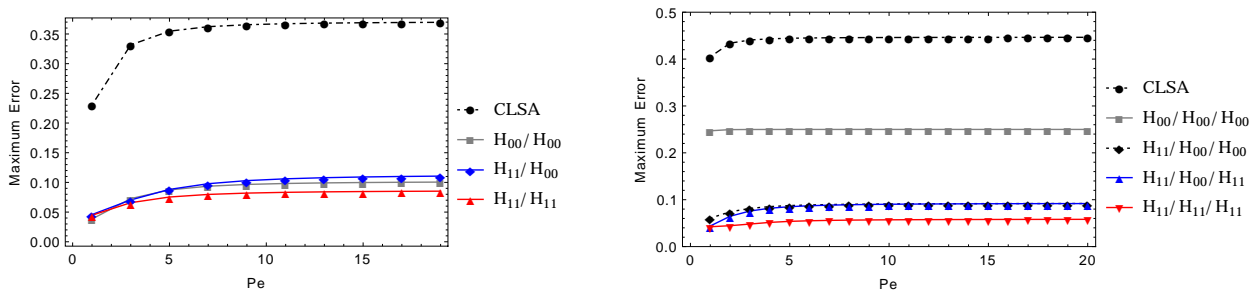 0.35
0.30
0.25
0.20
0.15
0.10
0.05
0.00
Maximum Error
0 5 10 15
Pe
CLSA
H₀₀/H₀₀
H₁₁/H₀₀
H₁₁/H₁₁
0.5
0.4
0.3
0.2
0.1
0.0
Maximum Error
0 5 10 15 20
Pe
CLSA
H₀₀/H₀₀/H₀₀
H₁₁/H₀₀/H₀₀
H₁₁/H₀₀/H₁₁
H₁₁/H₁₁/H₁₁